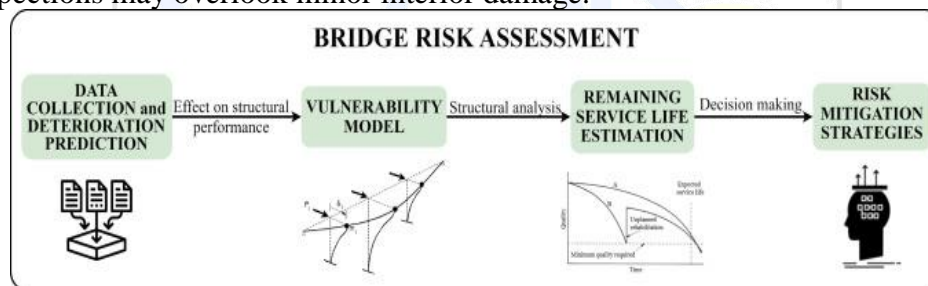 pections may overlook minor interior damage.
BRIDGE RISK ASSESSMENT
DATA
COLLECTION and
DETERIORATION
PREDICTION
Effect on structural
performance
VULNERABILITY
MODEL
Structural analysis
REMAINING
SERVICE LIFE
ESTIMATION
Decision making
RISK
MITIGATION
STRATEGIES
Quality
A
B
Expected
service life
Unplanned
rehabilitation
Minimum quality required
Time